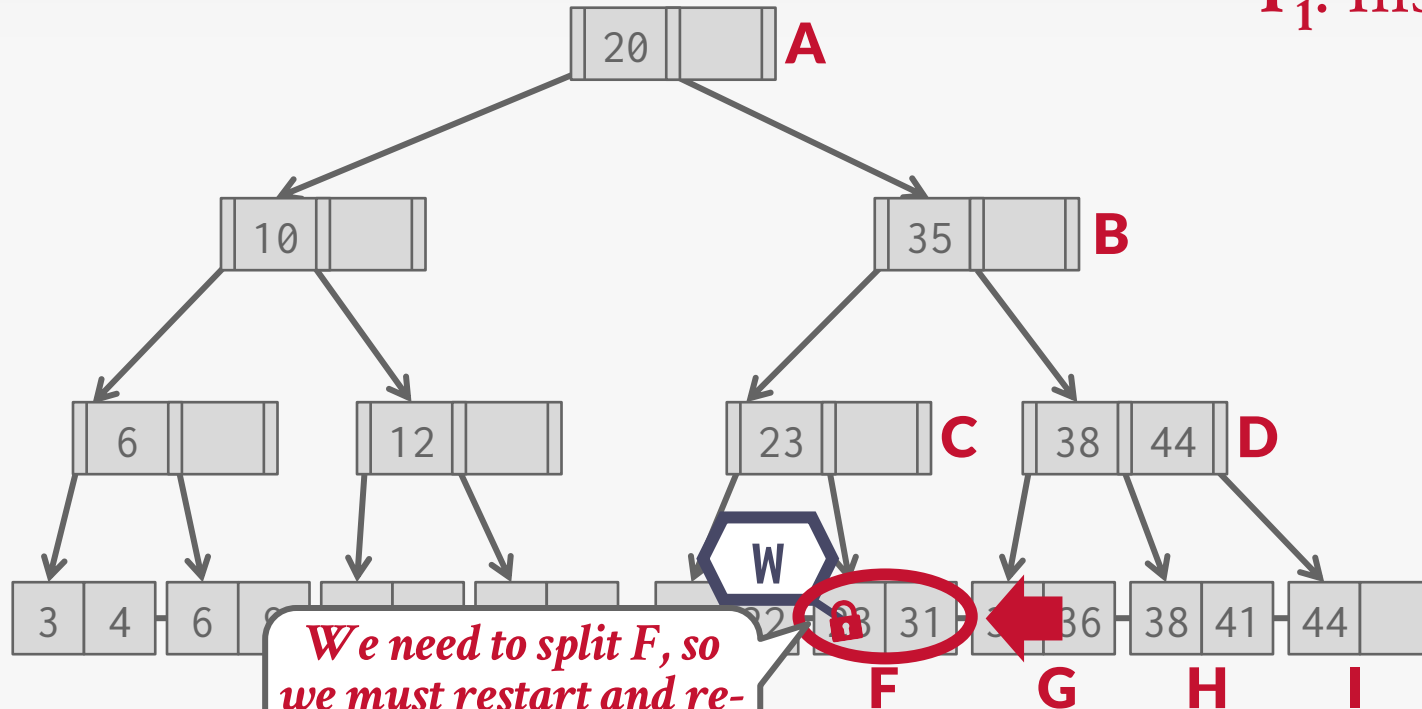 20 A
10 35 B
6 12 23 C 38 44 D
W
3 4 6 31 36 38 41 44
F G H I
We need to split F, so
we must restart and re-